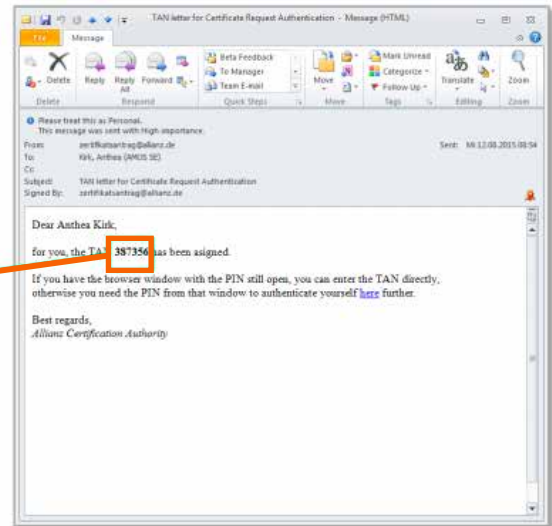 TAN letter for Certificate Request Authentication - Message (HTML)
File Message
Delete Reply Reply All Forward
Beta Feedback
To Manager
Team E-mail
Move
Mark Unread
Categorize
Follow Up
Translate Zoom
Delete Respond Quick Steps Move Tags Editing Zoom
Please treat this as Personal.
This message was sent with High importance.
From: zertifikatsantrag@allianz.de Sent: Mi 12.08.2015 08:54
To: Kirk, Anthea (AMOS SE)
Cc:
Subject: TAN letter for Certificate Request Authentication
Signed By: zertifikatsantrag@allianz.de
Dear Anthea Kirk,
for you, the TAN 387356 has been asigned.
If you have the browser window with the PIN still open, you can enter the TAN directly,
otherwise you need the PIN from that window to authenticate yourself here further.
Best regards,
Allianz Certification Authority